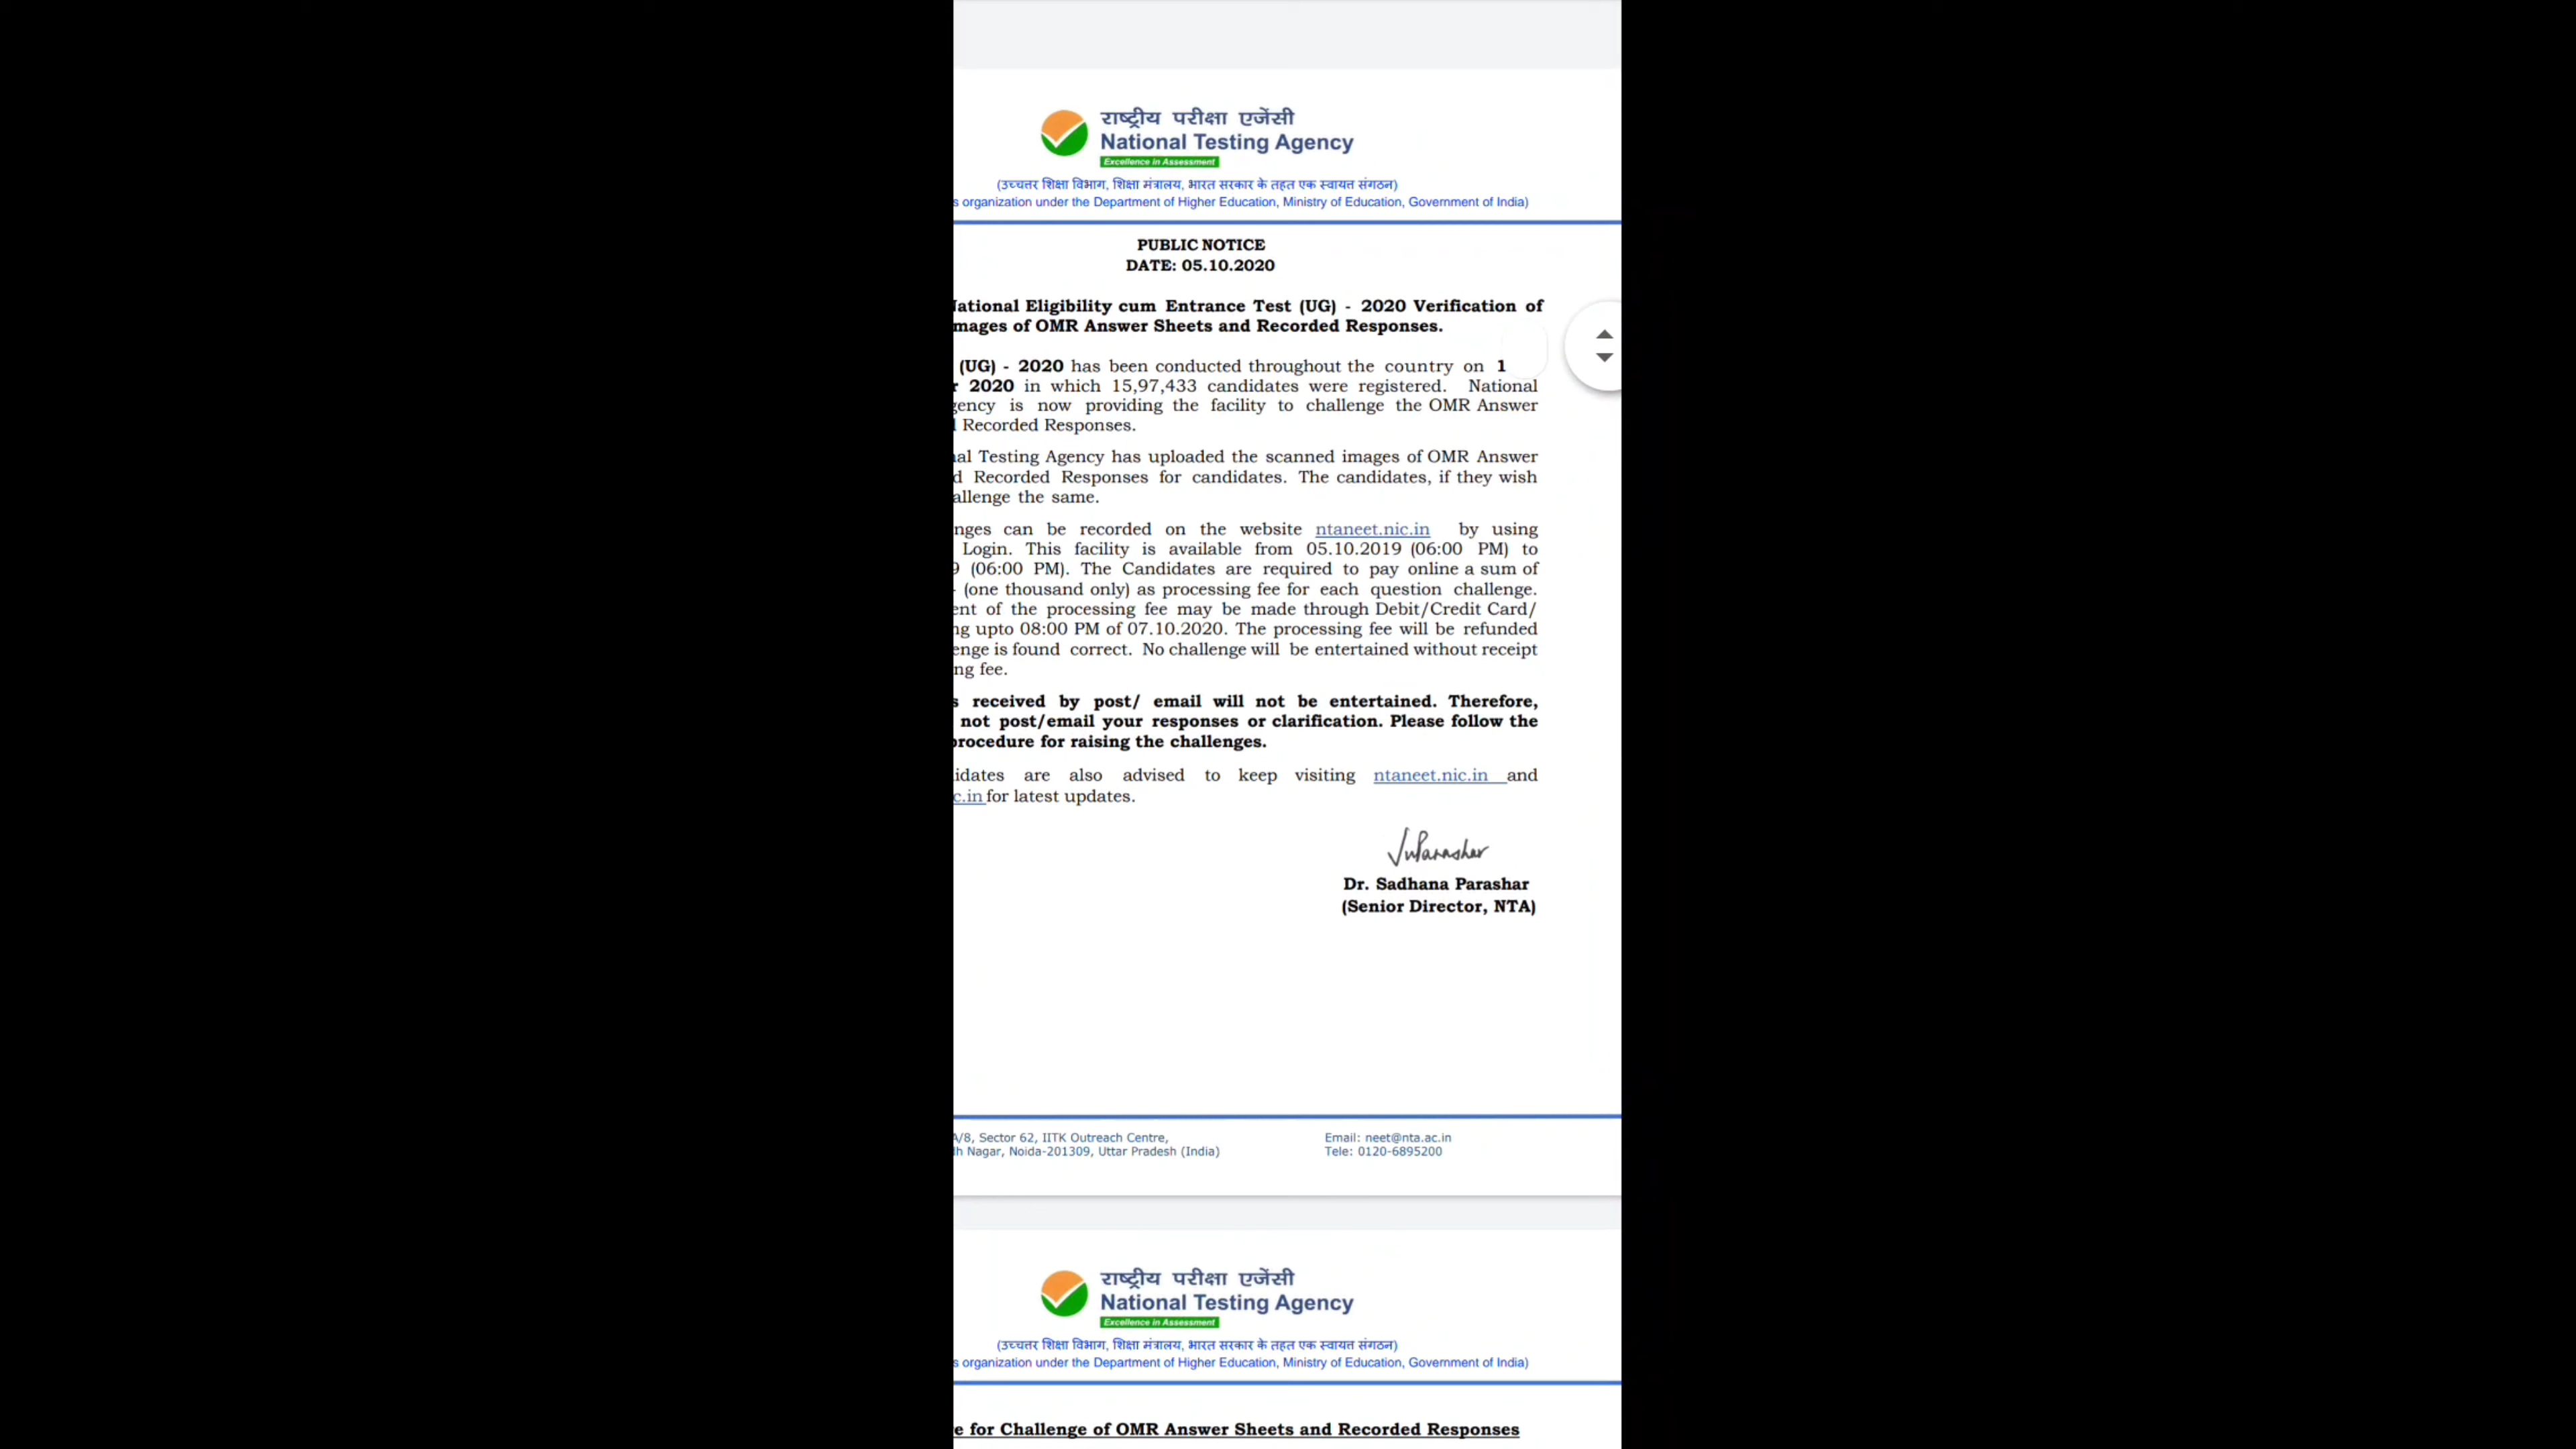 राष्ट्रीय परीक्षा एजेंसी
National Testing Agency
Excellence in Assessment
(उच्चतर शिक्षा विभाग, शिक्षा मंत्रालय, भारत सरकार के तहत एक स्वायत्त संगठन)
s organization under the Department of Higher Education, Ministry of Education, Government of India)
PUBLIC NOTICE
DATE: 05.10.2020
National Eligibility cum Entrance Test (UG) - 2020 Verification of
mages of OMR Answer Sheets and Recorded Responses.
(UG) - 2020 has been conducted throughout the country on 1
r 2020 in which 15,97,433 candidates were registered. National
gency is now providing the facility to challenge the OMR Answer
d Recorded Responses.
nal Testing Agency has uploaded the scanned images of OMR Answer
d Recorded Responses for candidates. The candidates, if they wish
allenge the same.
nges can be recorded on the website ntaneet.nic.in by using
Login. This facility is available from 05.10.2019 (06:00 PM) to
9 (06:00 PM). The Candidates are required to pay online a sum of
- (one thousand only) as processing fee for each question challenge.
ent of the processing fee may be made through Debit/Credit Card/
ng upto 08:00 PM of 07.10.2020. The processing fee will be refunded
enge is found correct. No challenge will be entertained without receipt
ng fee.
s received by post/ email will not be entertained. Therefore,
not post/email your responses or clarification. Please follow the
procedure for raising the challenges.
idates are also advised to keep visiting ntaneet.nic.in and
c.in for latest updates.
Dr. Sadhana Parashar
(Senior Director, NTA)
A/8, Sector 62, IITK Outreach Centre,
Email: neet@nta.ac.in
dh Nagar, Noida-201309, Uttar Pradesh (India)
Tele: 0120-6895200
राष्ट्रीय परीक्षा एजेंसी
National Testing Agency
Excellence in Assessment
(उच्चतर शिक्षा विभाग, शिक्षा मंत्रालय, भारत सरकार के तहत एक स्वायत्त संगठन)
s organization under the Department of Higher Education, Ministry of Education, Government of India)
e for Challenge of OMR Answer Sheets and Recorded Responses